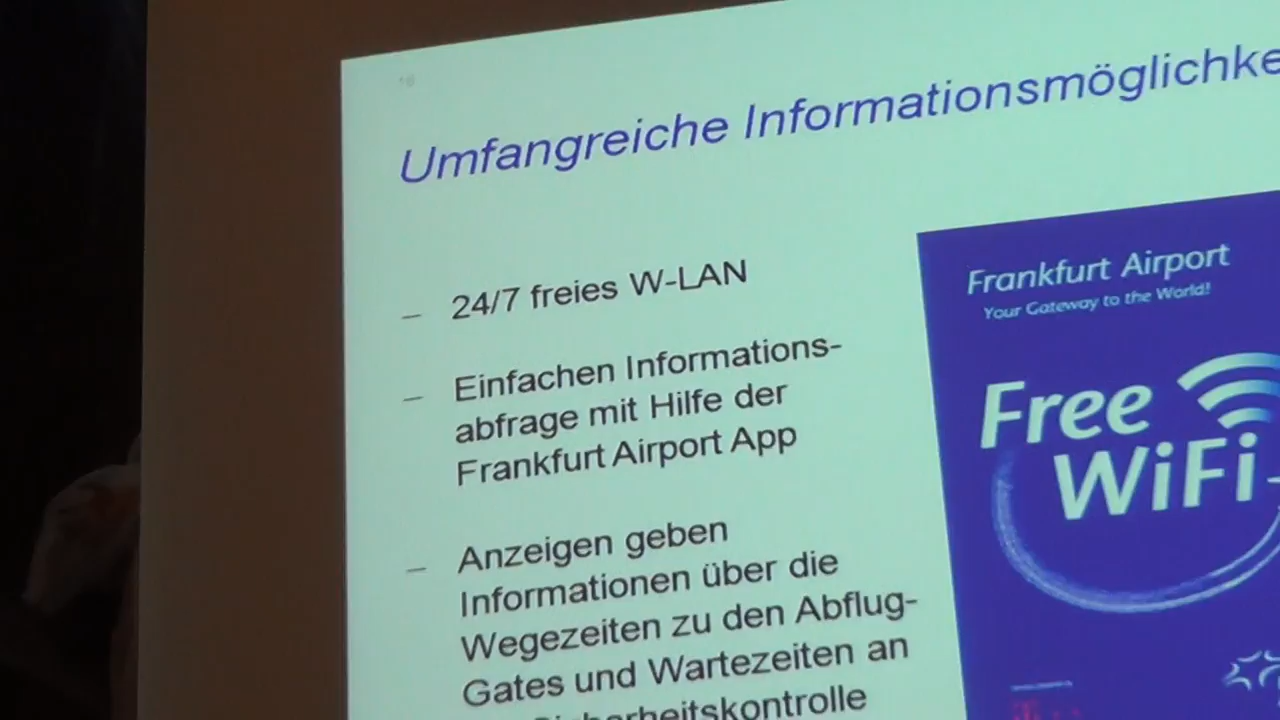 Umfangreiche Informationsmöglichke
– 24/7 freies W-LAN
– Einfachen Informations-
abfrage mit Hilfe der
Frankfurt Airport App
– Anzeigen geben
Informationen über die
Wegezeiten zu den Abflug-
Gates und Wartezeiten an
Sicherheitskontrolle
Frankfurt Airport
Your Gateway to the World!
Free
WiFi